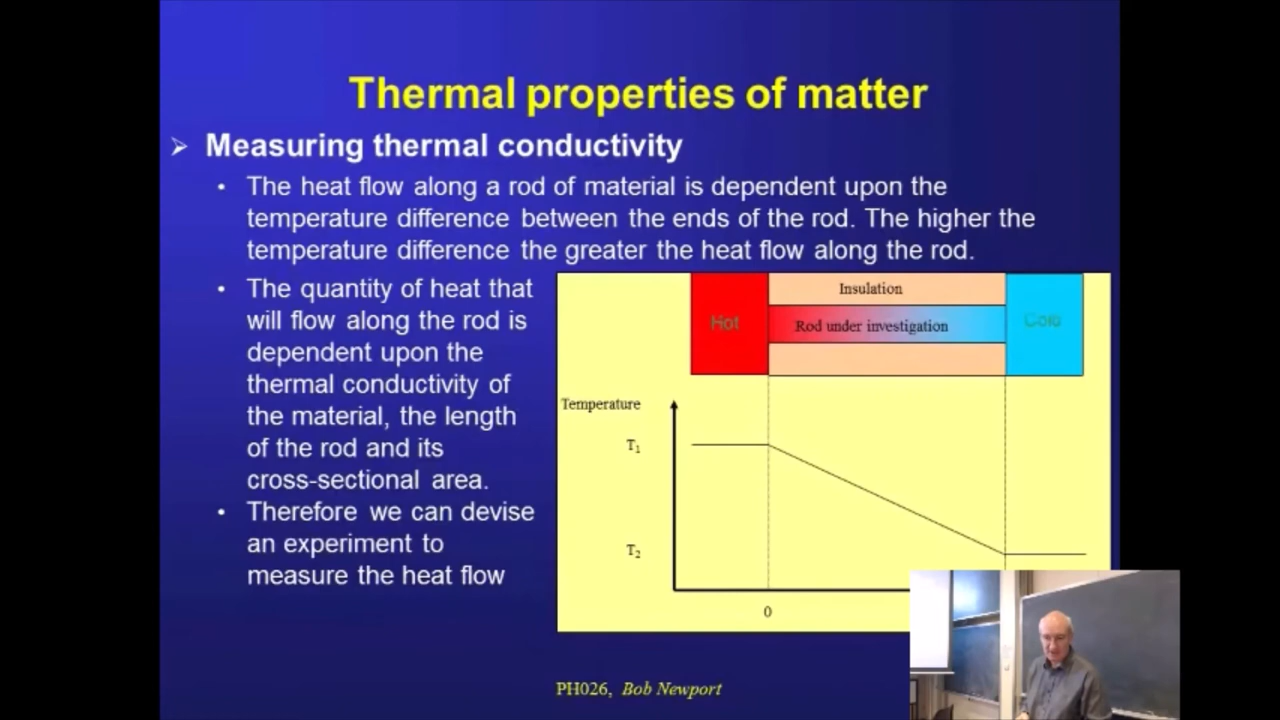 Thermal properties of matter
➢ Measuring thermal conductivity
• The heat flow along a rod of material is dependent upon the
temperature difference between the ends of the rod. The higher the
temperature difference the greater the heat flow along the rod.
• The quantity of heat that
will flow along the rod is
dependent upon the
thermal conductivity of
the material, the length
of the rod and its
cross-sectional area.
• Therefore we can devise
an experiment to
measure the heat flow
Insulation
Hot
Rod under investigation
Cold
Temperature
T₁
T₂
0
PH026, Bob Newport